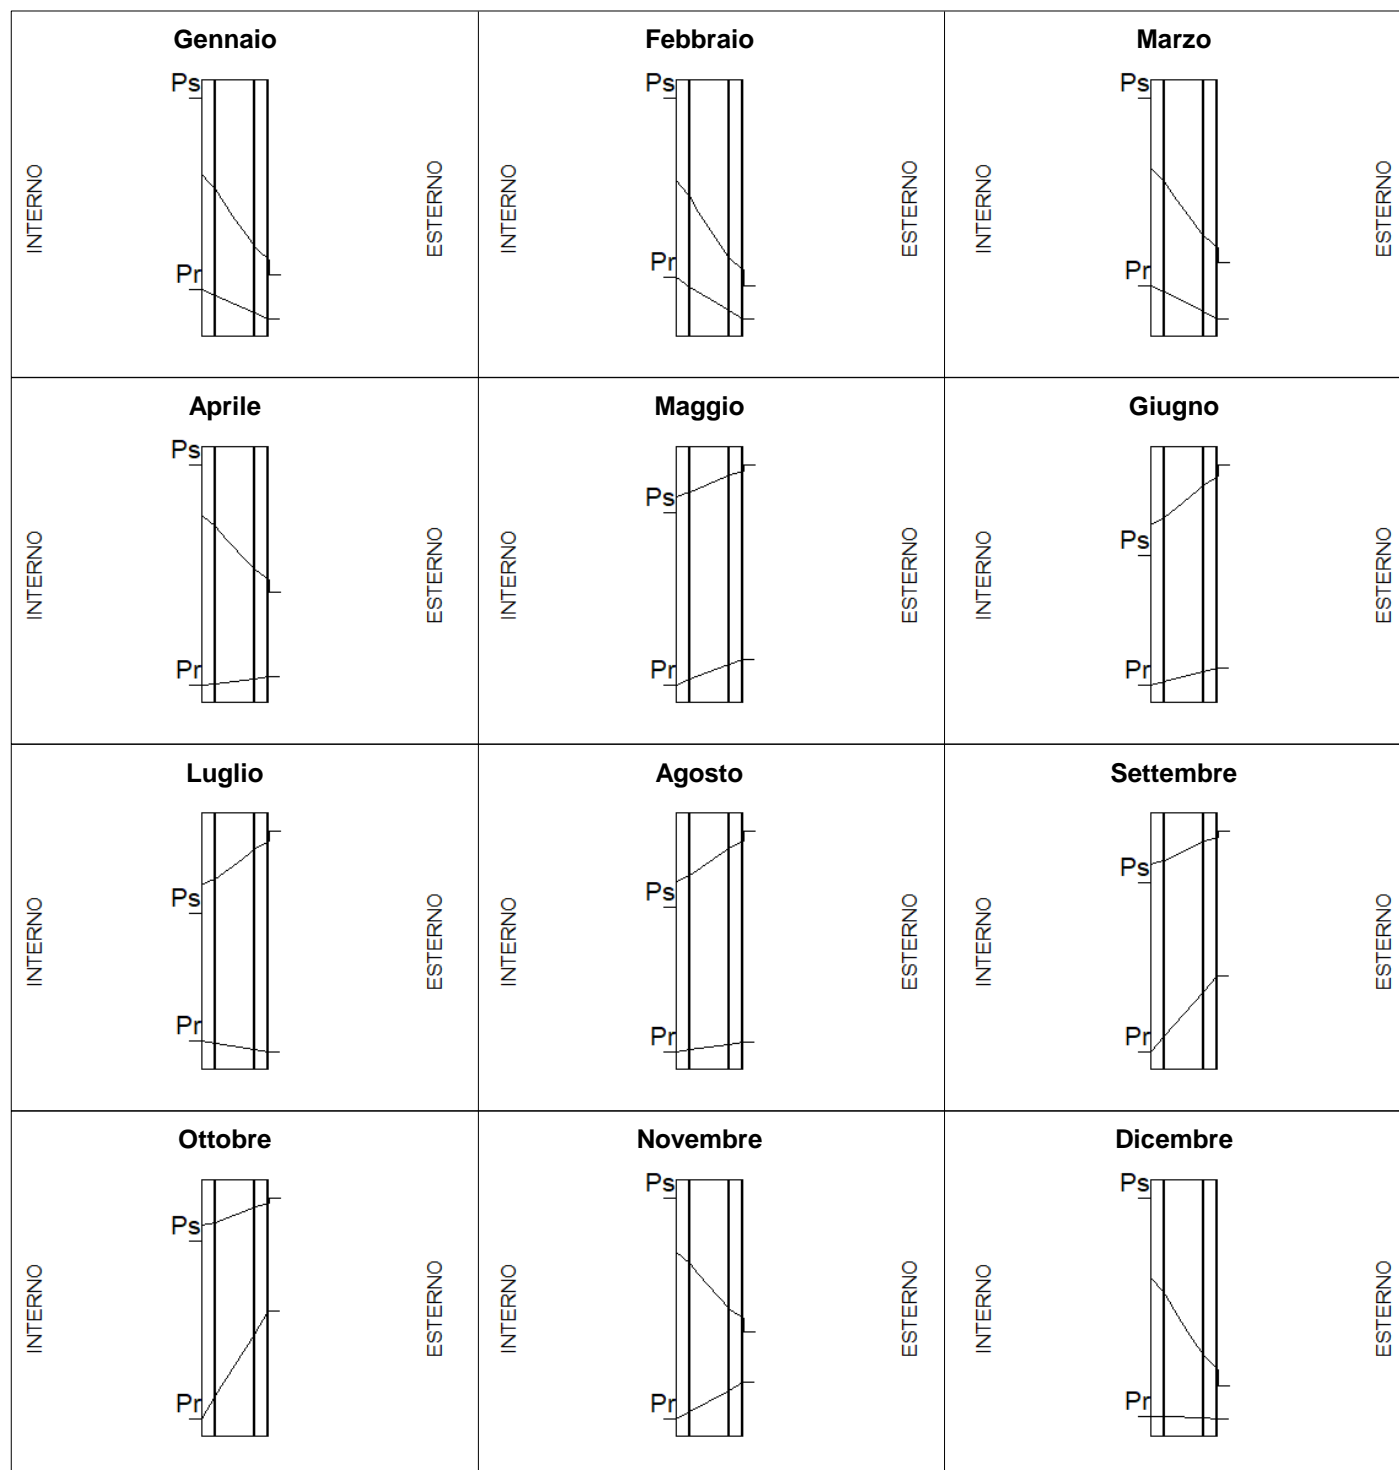 Gennaio
Febbraio
Marzo
Ps
Ps
Ps
INTERNO
ESTERNO
INTERNO
ESTERNO
INTERNO
ESTERNO
Pr
Pr
Pr
Aprile
Maggio
Giugno
Ps
Ps
Ps
INTERNO
ESTERNO
INTERNO
ESTERNO
INTERNO
ESTERNO
Pr
Pr
Pr
Luglio
Agosto
Settembre
Ps
Ps
Ps
INTERNO
ESTERNO
INTERNO
ESTERNO
INTERNO
ESTERNO
Pr
Pr
Pr
Ottobre
Novembre
Dicembre
Ps
Ps
Ps
INTERNO
ESTERNO
INTERNO
ESTERNO
INTERNO
ESTERNO
Pr
Pr
Pr